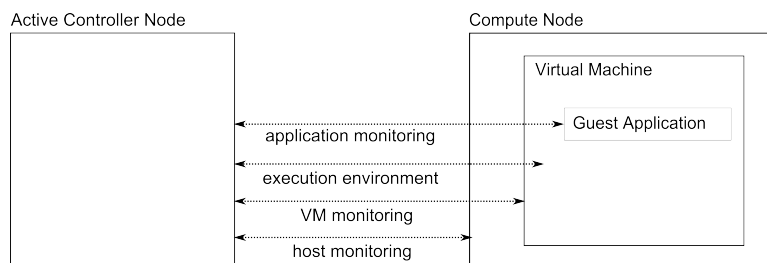 Active Controller Node
Compute Node
Virtual Machine
Guest Application
application monitoring
execution environment
VM monitoring
host monitoring